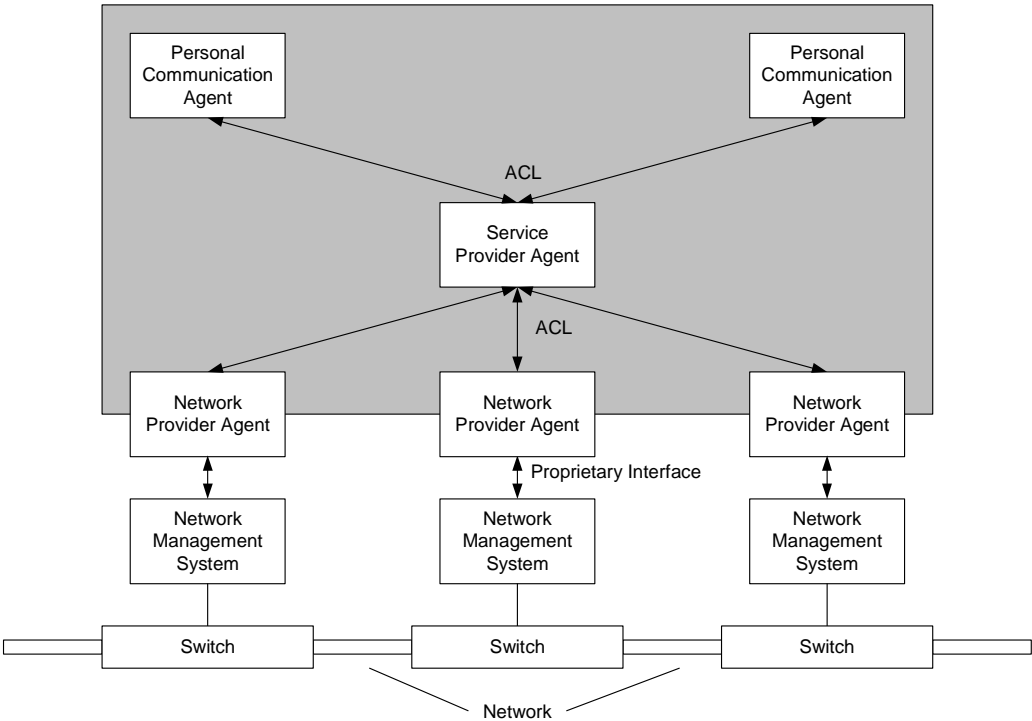 Personal
Communication
Agent
Personal
Communication
Agent
ACL
Service
Provider Agent
ACL
Network
Provider Agent
Network
Provider Agent
Network
Provider Agent
Proprietary Interface
Network
Management
System
Network
Management
System
Network
Management
System
Switch
Switch
Switch
Network